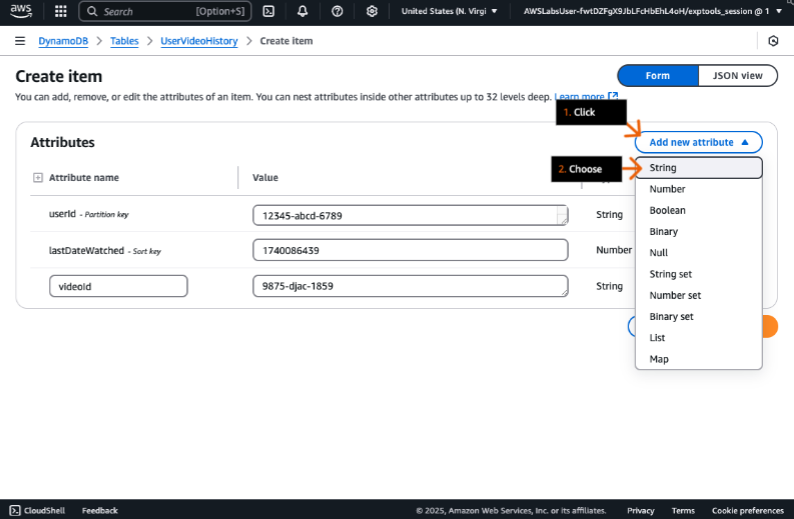 aws
Search [Option+S]
United States (N. Virgi
AWSLabsUser-fwtDZFgX9JbLFcHbEhL4oH/exptools_session @ 1
DynamoDB > Tables > UserVideoHistory > Create item
Create item
Form
JSON view
You can add, remove, or edit the attributes of an item. You can nest attributes inside other attributes up to 32 levels deep. Learn more
1. Click
Attributes
Add new attribute
2. Choose
Attribute name
Value
userId - Partition key
12345-abcd-6789
String
lastDateWatched - Sort key
1740086439
Number
videoId
9875-djac-1859
String
String
Number
Boolean
Binary
Null
String set
Number set
Binary set
List
Map
CloudShell Feedback
© 2025, Amazon Web Services, Inc. or its affiliates. Privacy Terms Cookie preferences